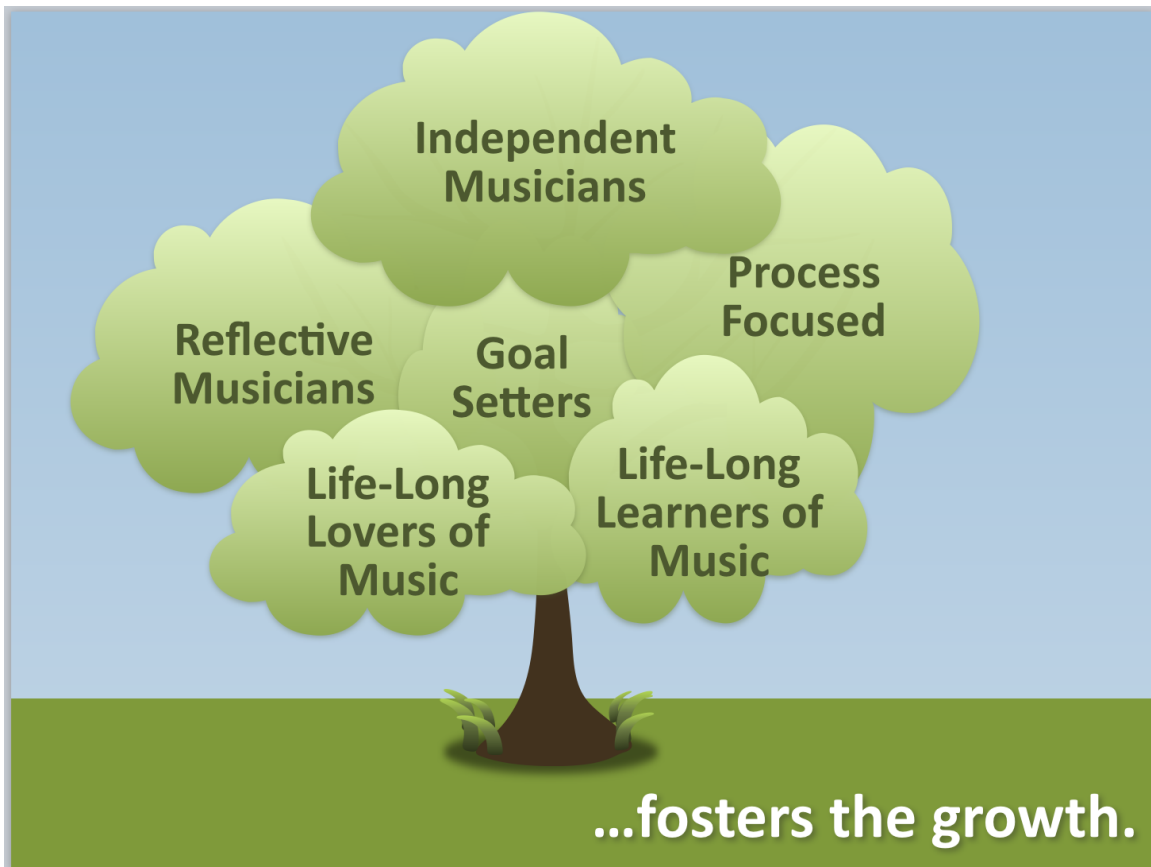 Independent
Musicians
Process
Focused
Reflective
Musicians
Goal
Setters
Life-Long
Lovers of
Music
Life-Long
Learners of
Music
...fosters the growth.